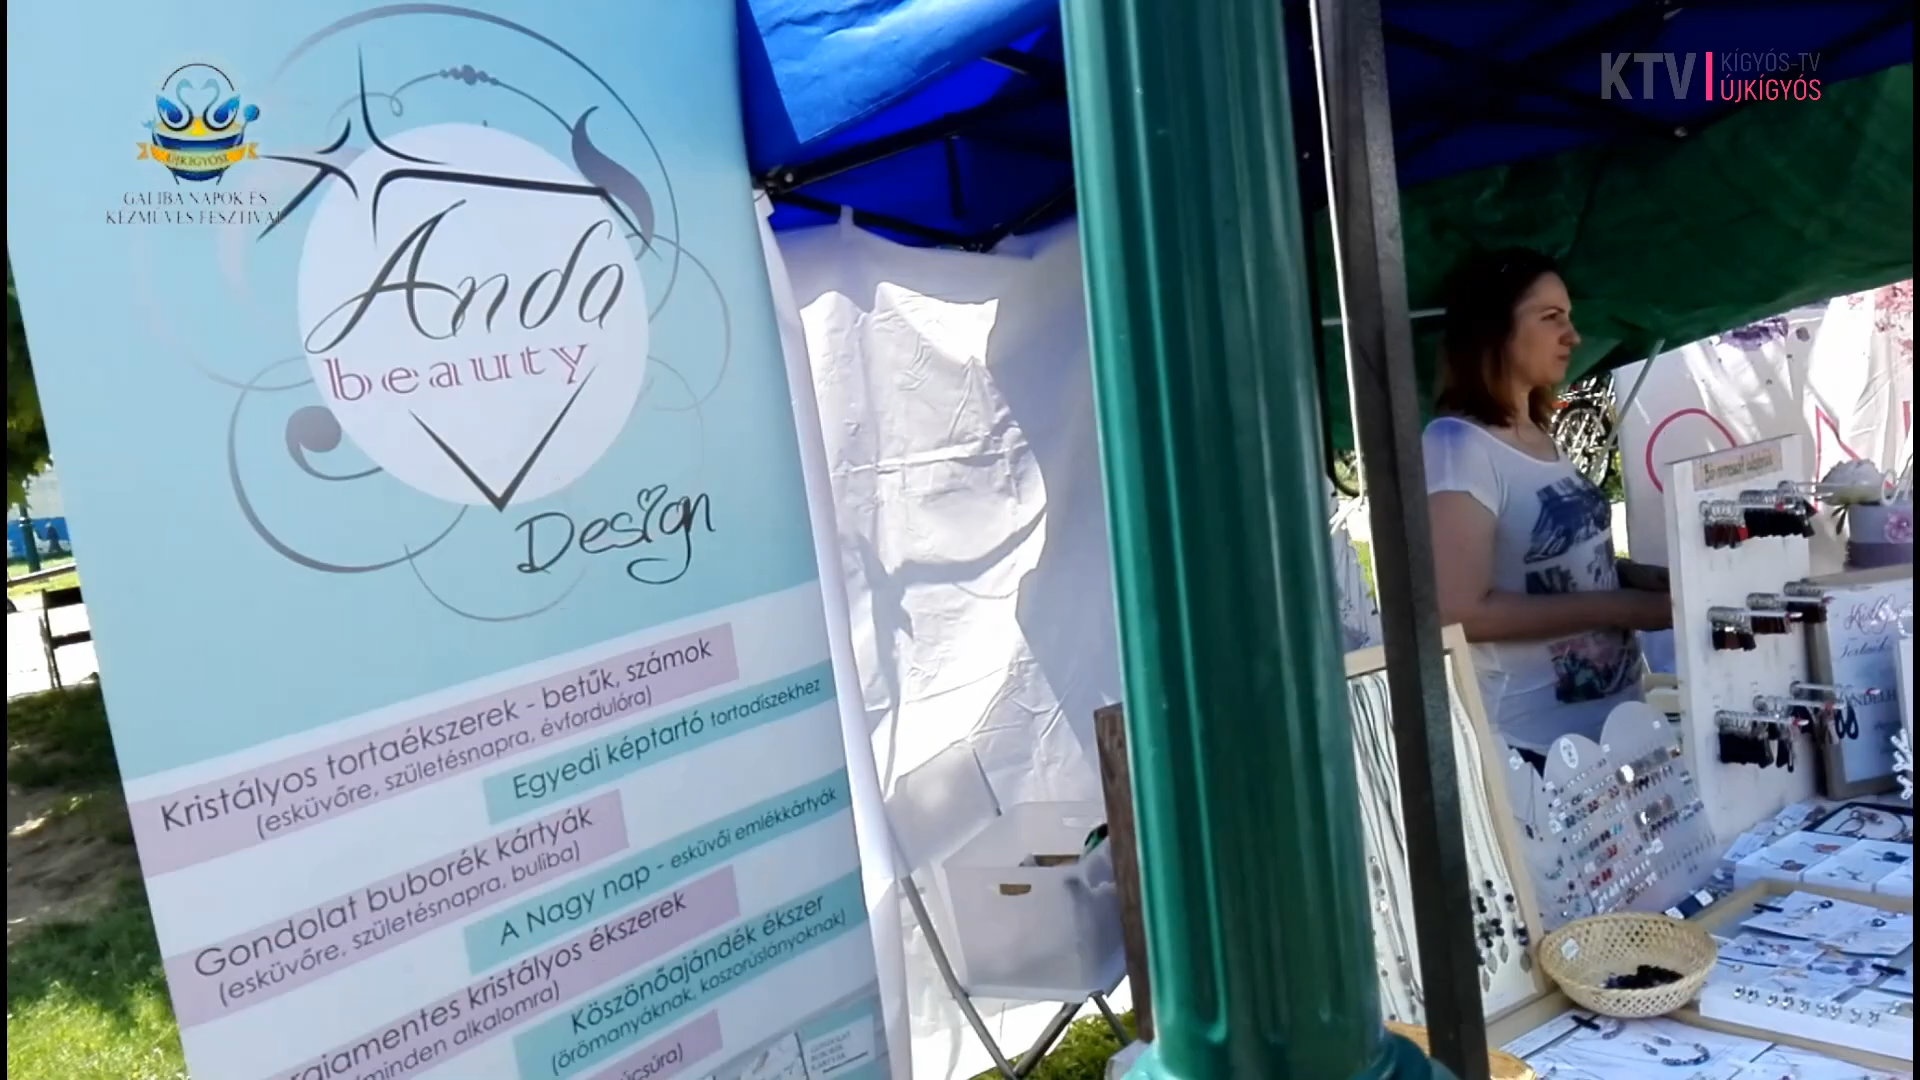 KTV
KÍGYÓS-TV
ÚJKÍGYÓS
ÚJKÍGYÓSI
GALIBA NAPOK ÉS
KÉZMŰVES FESZTIVÁL
Anda
beauty
Design
Kristályos tortaékszerek - betűk, számok
(esküvőre, születésnapra, évfordulóra)
Egyedi képtartó tortadíszekhez
Gondolat buborék kártyák
(esküvőre, születésnapra, buliba)
A Nagy nap - esküvői emlékkártyák
kristályos ékszerek
minden alkalomra)
Köszönőajándék ékszer
(örömanyáknak, koszorúslányoknak)